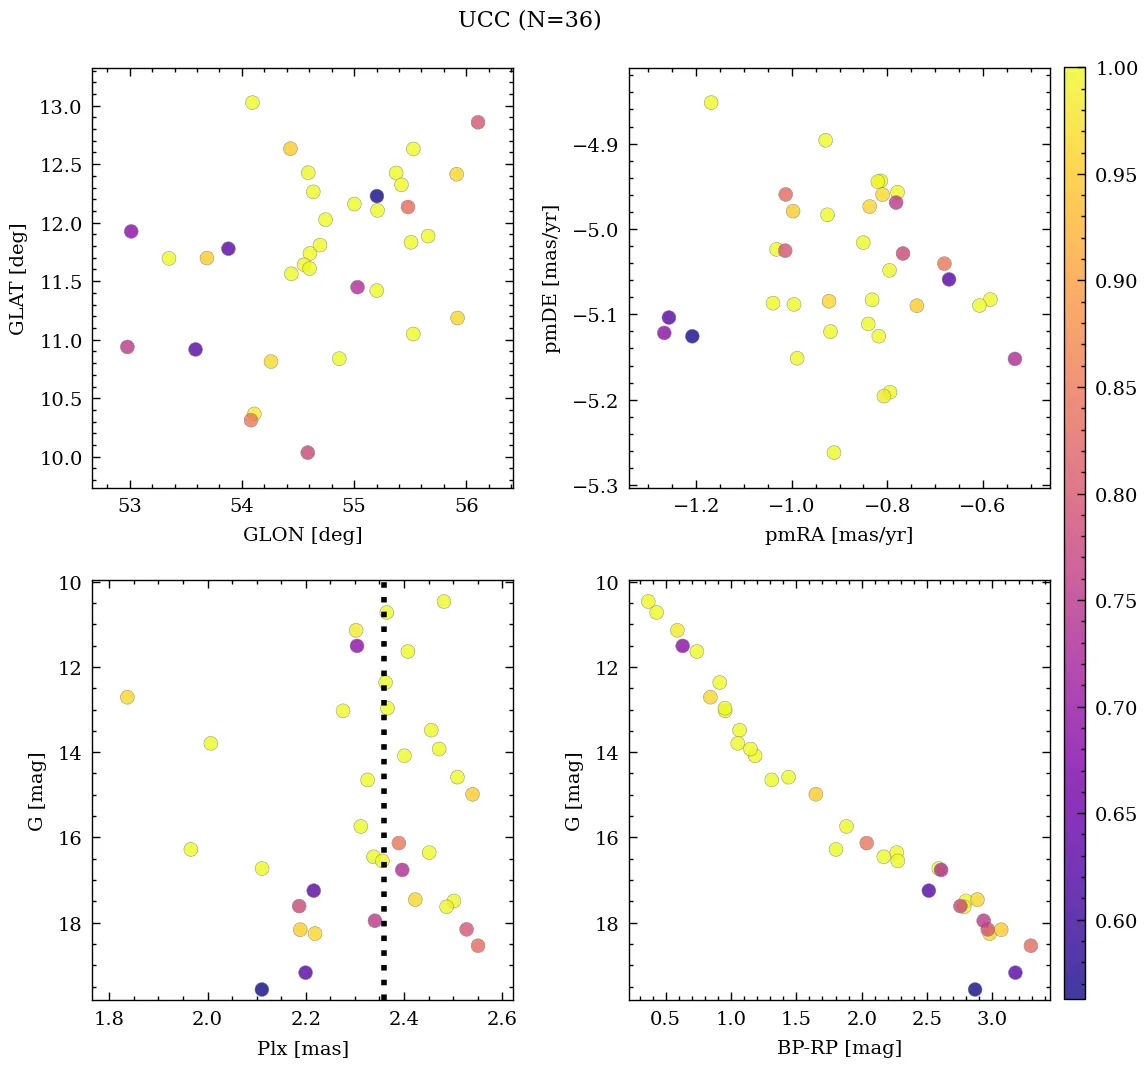 UCC (N=36)
13.0
12.5
12.0
11.5
11.0
10.5
10.0
GLAT [deg]
53 54 55 56
GLON [deg]
−4.9
−5.0
−5.1
−5.2
−5.3
pmDE [mas/yr]
−1.2 −1.0 −0.8 −0.6
pmRA [mas/yr]
1.00
0.95
0.90
0.85
0.80
0.75
0.70
0.65
0.60
10
12
14
16
18
G [mag]
1.8 2.0 2.2 2.4 2.6
Plx [mas]
10
12
14
16
18
G [mag]
0.5 1.0 1.5 2.0 2.5 3.0
BP-RP [mag]